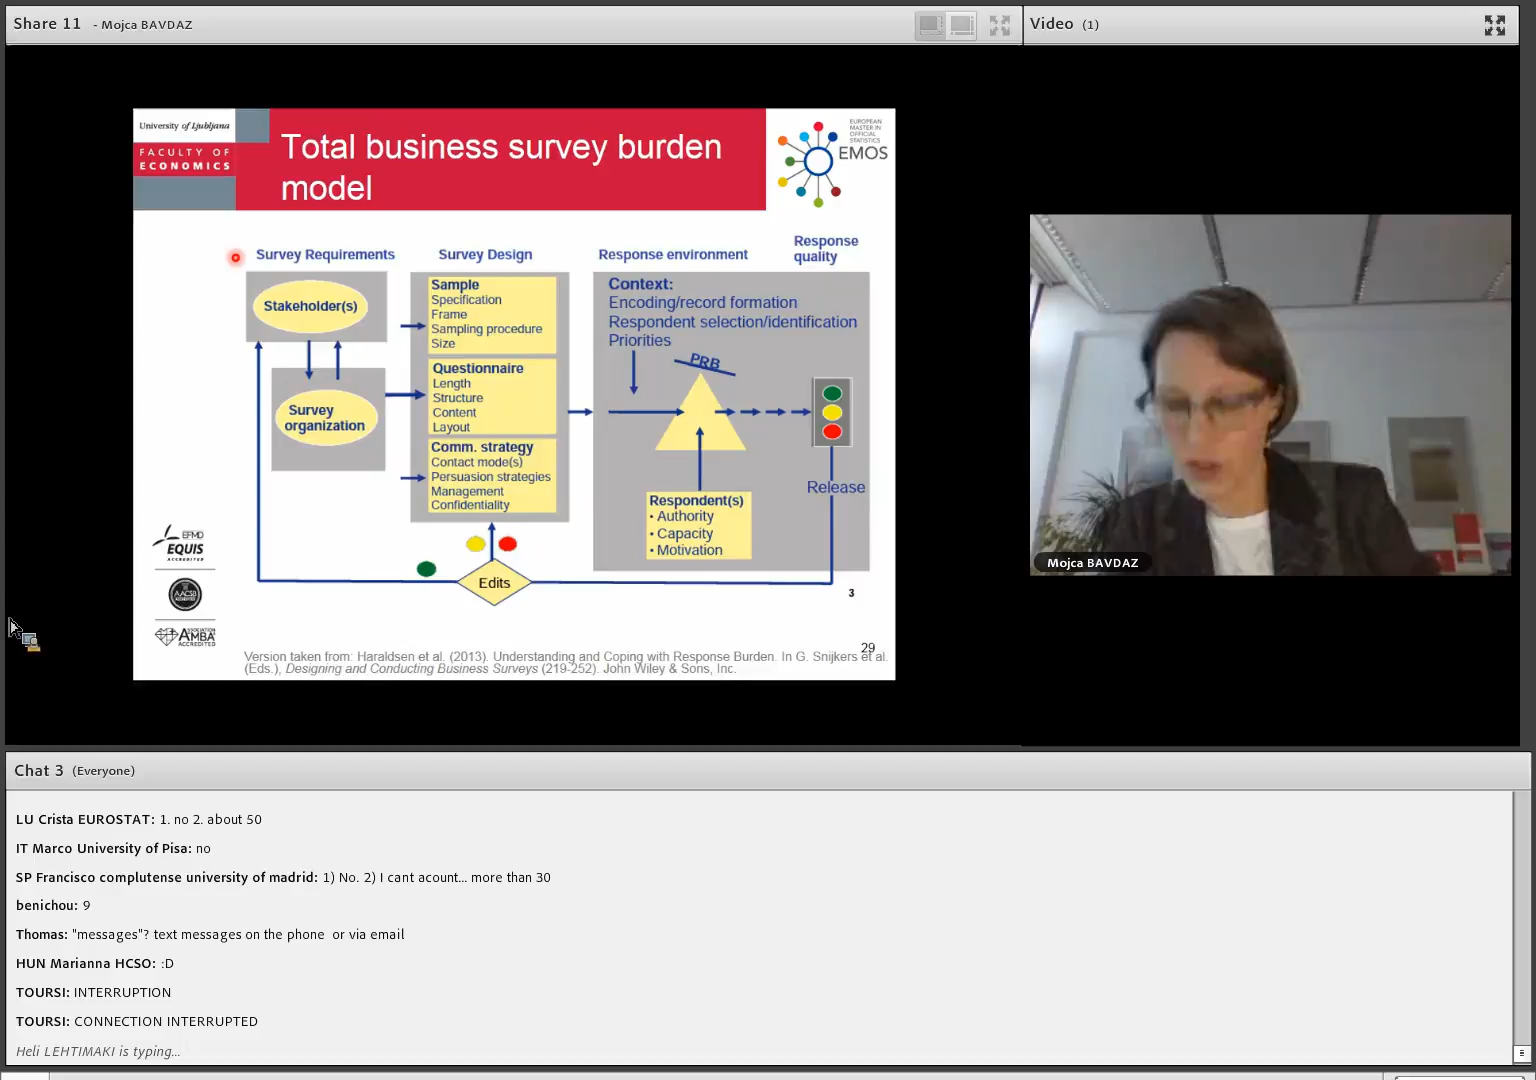 Share 11 - Mojca BAVDAZ
Video (1)
University of Ljubljana
FACULTY OF
ECONOMICS
Total business survey burden
model
EUROPEAN
MASTER IN
OFFICIAL
STATISTICS
EMOS
Survey Requirements
Survey Design
Response environment
Response
quality
Stakeholder(s)
Survey
organization
Sample
Specification
Frame
Sampling procedure
Size
Questionnaire
Length
Structure
Content
Layout
Comm. strategy
Contact mode(s)
Persuasion strategies
Management
Confidentiality
Context:
Encoding/record formation
Respondent selection/identification
Priorities
PRB
Respondent(s)
• Authority
• Capacity
• Motivation
Release
Edits
3
EFMD
EQUIS
ACCREDITED
AACSB
ACCREDITED
ASSOCIATION
AMBA
ACCREDITED
29
Version taken from: Haraldsen et al. (2013). Understanding and Coping with Response Burden. In G. Snijkers et al.
(Eds.), Designing and Conducting Business Surveys (219-252). John Wiley & Sons, Inc.
Mojca BAVDAZ
Chat 3 (Everyone)
LU Crista EUROSTAT: 1. no 2. about 50
IT Marco University of Pisa: no
SP Francisco complutense university of madrid: 1) No. 2) I cant acount... more than 30
benichou: 9
Thomas: "messages"? text messages on the phone or via email
HUN Marianna HCSO: :D
TOURSI: INTERRUPTION
TOURSI: CONNECTION INTERRUPTED
Heli LEHTIMAKI is typing...